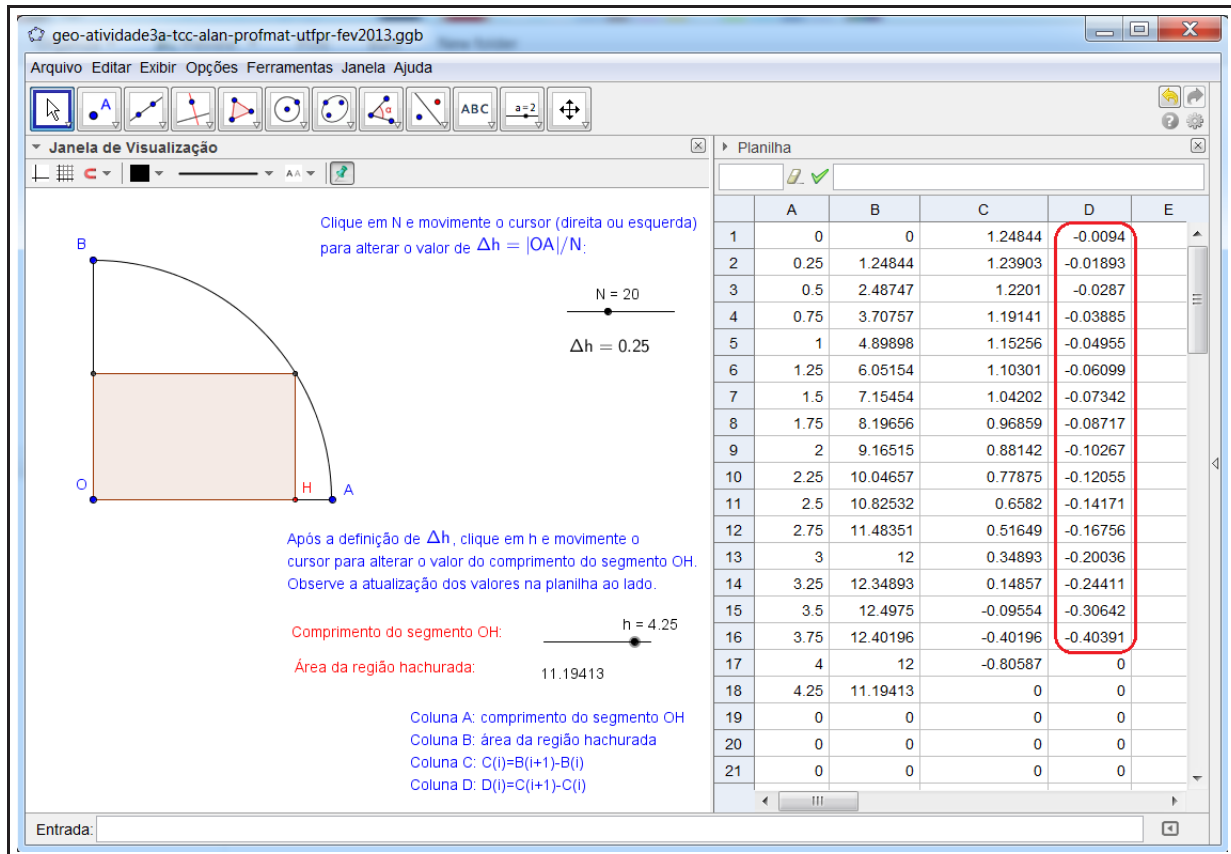 geo-atividade3a-tcc-alan-profmat-utfpr-fev2013.ggb
Arquivo Editar Exibir Opções Ferramentas Janela Ajuda
A α ABC a=2
Janela de Visualização
AA
Clique em N e movimente o cursor (direita ou esquerda)
para alterar o valor de Δh = |OA|/N:
B
N = 20
Δh = 0.25
O H A
Após a definição de Δh, clique em h e movimente o
cursor para alterar o valor do comprimento do segmento OH.
Observe a atualização dos valores na planilha ao lado.
Comprimento do segmento OH: h = 4.25
Área da região hachurada: 11.19413
Coluna A: comprimento do segmento OH
Coluna B: área da região hachurada
Coluna C: C(i)=B(i+1)-B(i)
Coluna D: D(i)=C(i+1)-C(i)
Planilha
A B C D E
1 0 0 1.24844 -0.0094
2 0.25 1.24844 1.23903 -0.01893
3 0.5 2.48747 1.2201 -0.0287
4 0.75 3.70757 1.19141 -0.03885
5 1 4.89898 1.15256 -0.04955
6 1.25 6.05154 1.10301 -0.06099
7 1.5 7.15454 1.04202 -0.07342
8 1.75 8.19656 0.96859 -0.08717
9 2 9.16515 0.88142 -0.10267
10 2.25 10.04657 0.77875 -0.12055
11 2.5 10.82532 0.6582 -0.14171
12 2.75 11.48351 0.51649 -0.16756
13 3 12 0.34893 -0.20036
14 3.25 12.34893 0.14857 -0.24411
15 3.5 12.4975 -0.09554 -0.30642
16 3.75 12.40196 -0.40196 -0.40391
17 4 12 -0.80587 0
18 4.25 11.19413 0 0
19 0 0 0 0
20 0 0 0 0
21 0 0 0 0
Entrada: